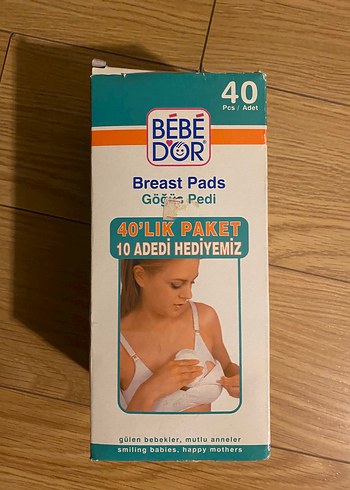 40
Pcs / Adet
BÉBÉ
D'OR
Breast Pads
Göğüs Pedi
40'LIK PAKET
10 ADEDİ HEDİYEMİZ
gülen bebekler, mutlu anneler
smiling babies, happy mothers